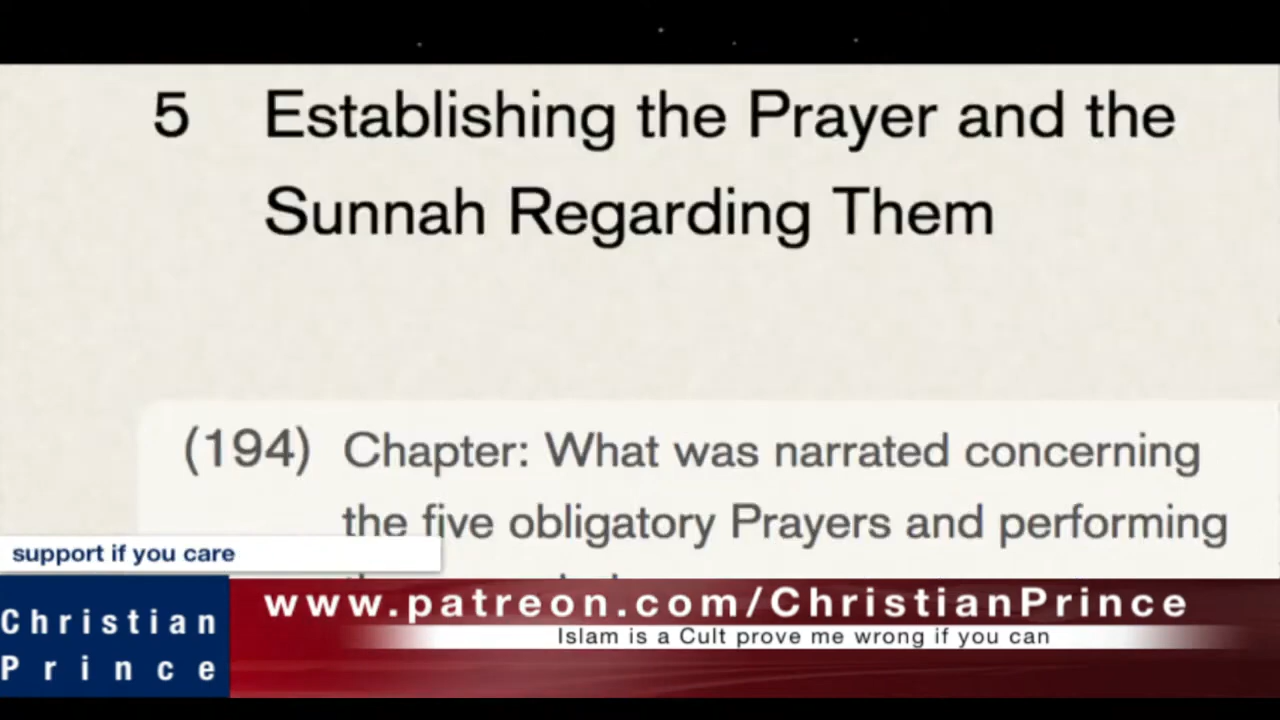 5 Establishing the Prayer and the
Sunnah Regarding Them
(194) Chapter: What was narrated concerning
the five obligatory Prayers and performing
support if you care
Christian
Prince
www.patreon.com/ChristianPrince
Islam is a Cult prove me wrong if you can